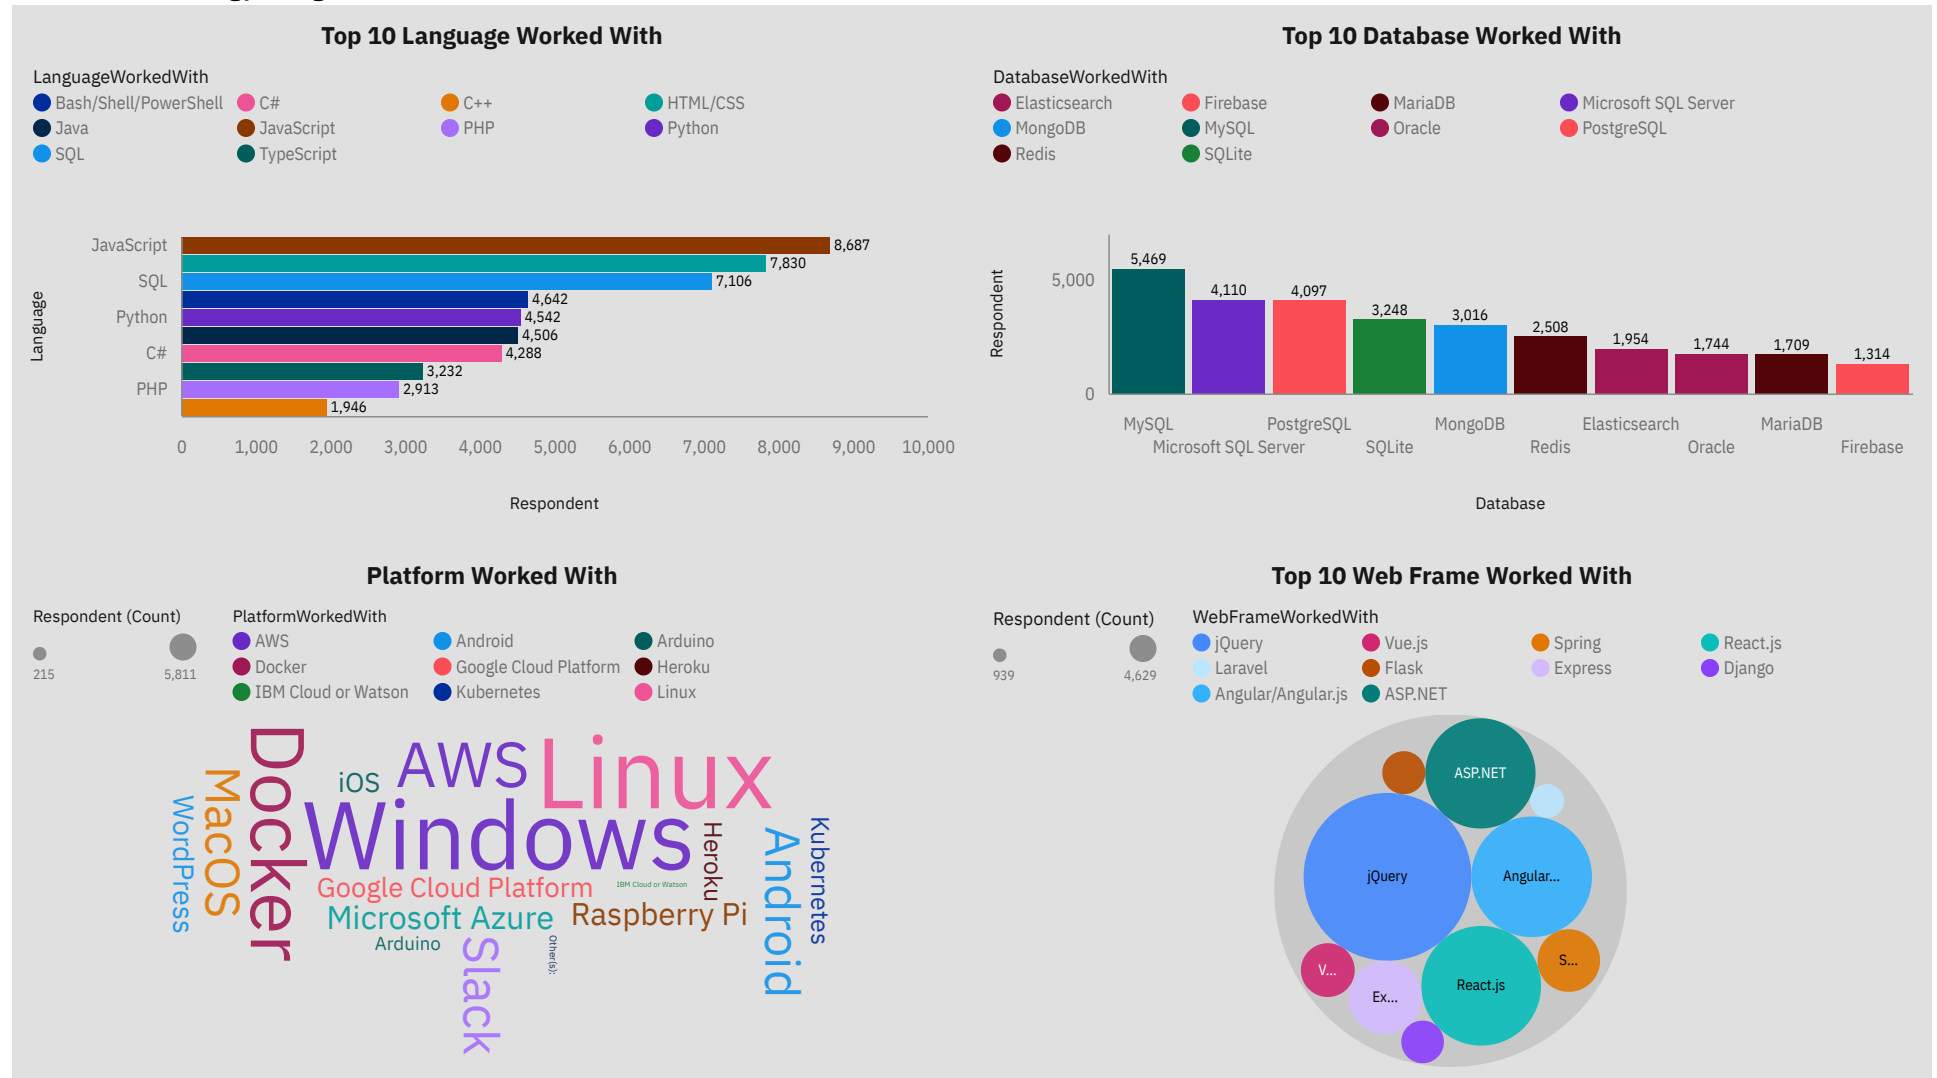 Top 10 Language Worked With
LanguageWorkedWith
Bash/Shell/PowerShell C# C++ HTML/CSS
Java JavaScript PHP Python
SQL TypeScript
Language
JavaScript 8,687
7,830
SQL 7,106
4,642
Python 4,542
4,506
C# 4,288
3,232
PHP 2,913
1,946
0 1,000 2,000 3,000 4,000 5,000 6,000 7,000 8,000 9,000 10,000
Respondent
Top 10 Database Worked With
DatabaseWorkedWith
Elasticsearch Firebase MariaDB Microsoft SQL Server
MongoDB MySQL Oracle PostgreSQL
Redis SQLite
Respondent
5,000
0
5,469 4,110 4,097 3,248 3,016 2,508 1,954 1,744 1,709 1,314
MySQL PostgreSQL MongoDB Elasticsearch MariaDB
Microsoft SQL Server SQLite Redis Oracle Firebase
Database
Platform Worked With
Respondent (Count)
215 5,811
PlatformWorkedWith
AWS Android Arduino
Docker Google Cloud Platform Heroku
IBM Cloud or Watson Kubernetes Linux
WordPress
MacOS
Docker
iOS
AWS
Linux
Windows
Heroku
Android
Kubernetes
Google Cloud Platform
IBM Cloud or Watson
Microsoft Azure
Raspberry Pi
Arduino
Slack
Other(s):
Top 10 Web Frame Worked With
Respondent (Count)
939 4,629
WebFrameWorkedWith
jQuery Vue.js Spring React.js
Laravel Flask Express Django
Angular/Angular.js ASP.NET
ASP.NET
jQuery
Angular...
V...
S...
Ex...
React.js